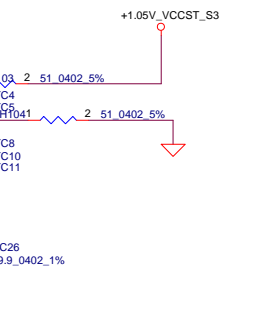 +1.05V_VCCST_S3
03 2 51_0402_5%
C4
C5
H1041 2 51_0402_5%
C8
C10
C11
C26
9.9_0402_1%